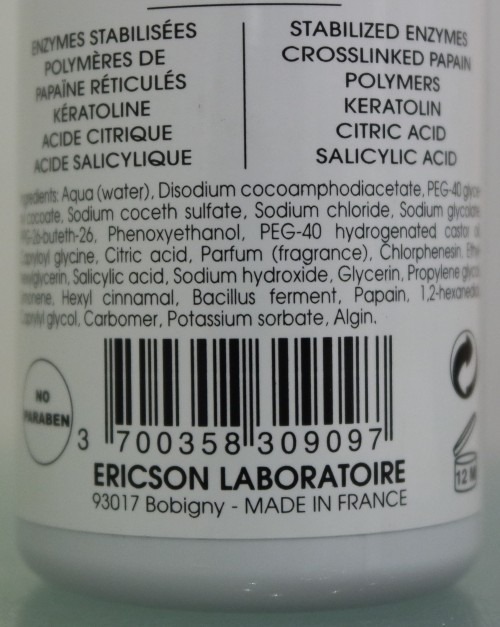 ENZYMES STABILISÉES
POLYMÈRES DE
PAPAÏNE RÉTICULÉS
KÉRATOLINE
ACIDE CITRIQUE
ACIDE SALICYLIQUE
STABILIZED ENZYMES
CROSSLINKED PAPAIN
POLYMERS
KERATOLIN
CITRIC ACID
SALICYLIC ACID
Aqua (water), Disodium cocoamphodiacetate, PEG-40
cocoate, Sodium coceth sulfate, Sodium chloride, Sodium
Phenoxyethanol, PEG-40 hydrogenated castor
glycine, Citric acid, Parfum (fragrance), Chlorphenesin,
Salicylic acid, Sodium hydroxide, Glycerin, Propylene
Hexyl cinnamal, Bacillus ferment, Papain,
glycol, Carbomer, Potassium sorbate, Algin.
NO
PARABEN
3 700358 309097
12 M
ERICSON LABORATOIRE
93017 Bobigny - MADE IN FRANCE